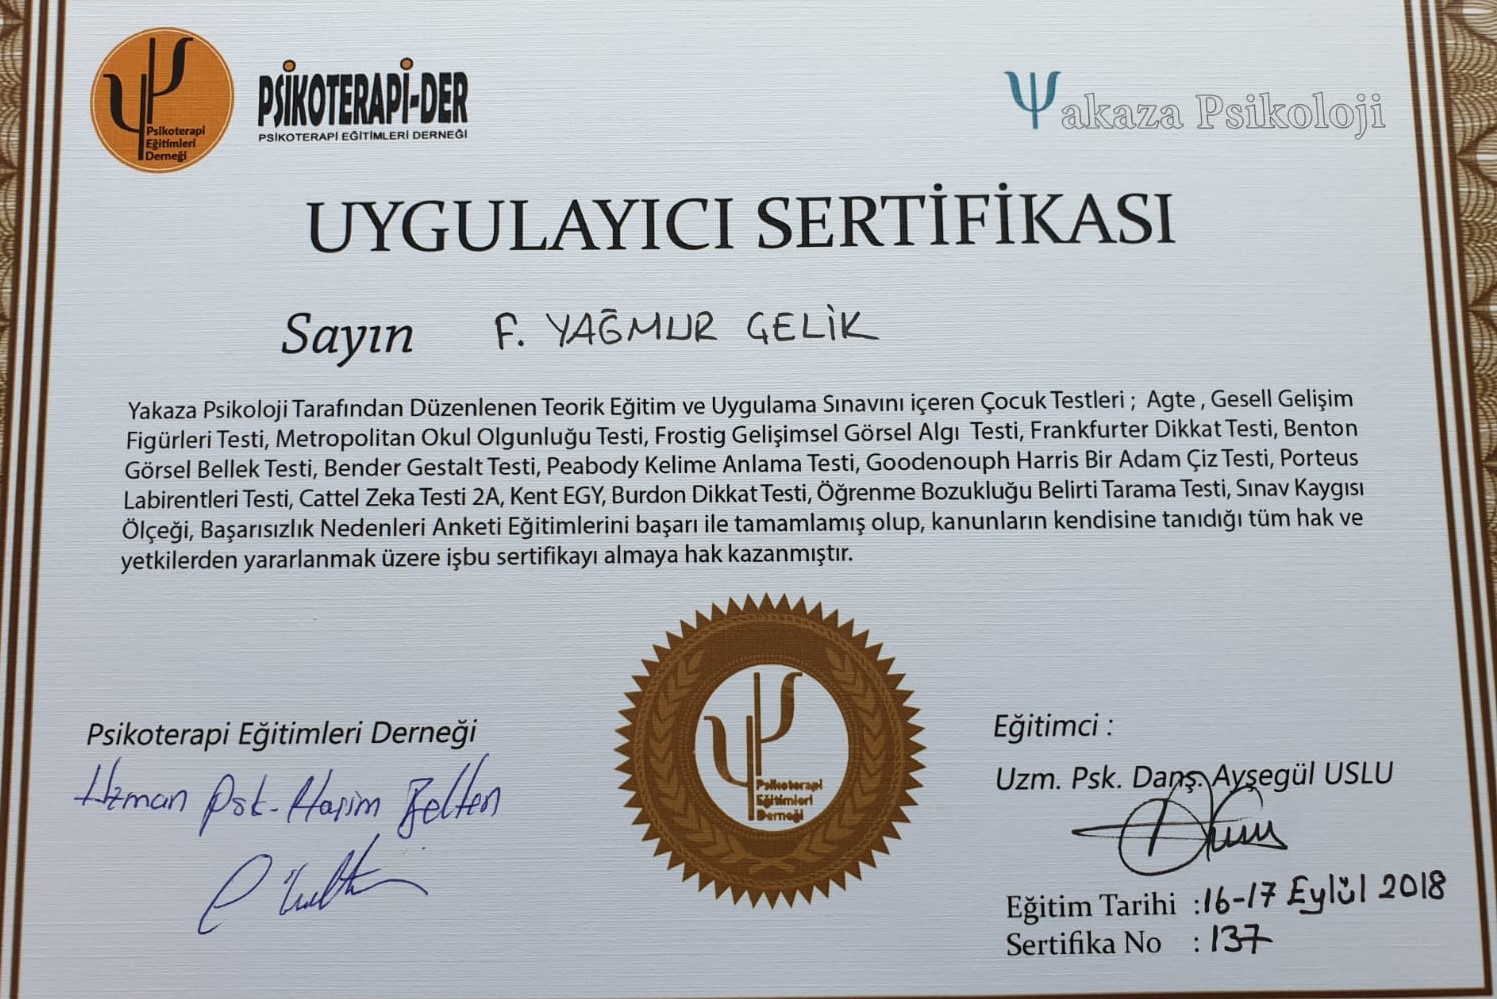 Psikoterapi
Eğitimleri
Derneği
PSİKOTERAPİ-DER
PSİKOTERAPİ EĞİTİMLERİ DERNEĞİ
Ψakaza Psikoloji
UYGULAYICI SERTİFİKASI
Sayın F. YAĞMUR ÇELİK
Yakaza Psikoloji Tarafından Düzenlenen Teorik Eğitim ve Uygulama Sınavını içeren Çocuk Testleri ; Agte , Gesell Gelişim
Figürleri Testi, Metropolitan Okul Olgunluğu Testi, Frostig Gelişimsel Görsel Algı Testi, Frankfurter Dikkat Testi, Benton
Görsel Bellek Testi, Bender Gestalt Testi, Peabody Kelime Anlama Testi, Goodenouph Harris Bir Adam Çiz Testi, Porteus
Labirentleri Testi, Cattel Zeka Testi 2A, Kent EGY, Burdon Dikkat Testi, Öğrenme Bozukluğu Belirti Tarama Testi, Sınav Kaygısı
Ölçeği, Başarısızlık Nedenleri Anketi Eğitimlerini başarı ile tamamlamış olup, kanunların kendisine tanıdığı tüm hak ve
yetkilerden yararlanmak üzere işbu sertifikayı almaya hak kazanmıştır.
Psikoterapi Eğitimleri Derneği
Uzman Psk.
Psikoterapi
Eğitimleri
Derneği
Eğitimci :
Uzm. Psk. Danş. Ayşegül USLU
Eğitim Tarihi : 16-17 Eylül 2018
Sertifika No : 137